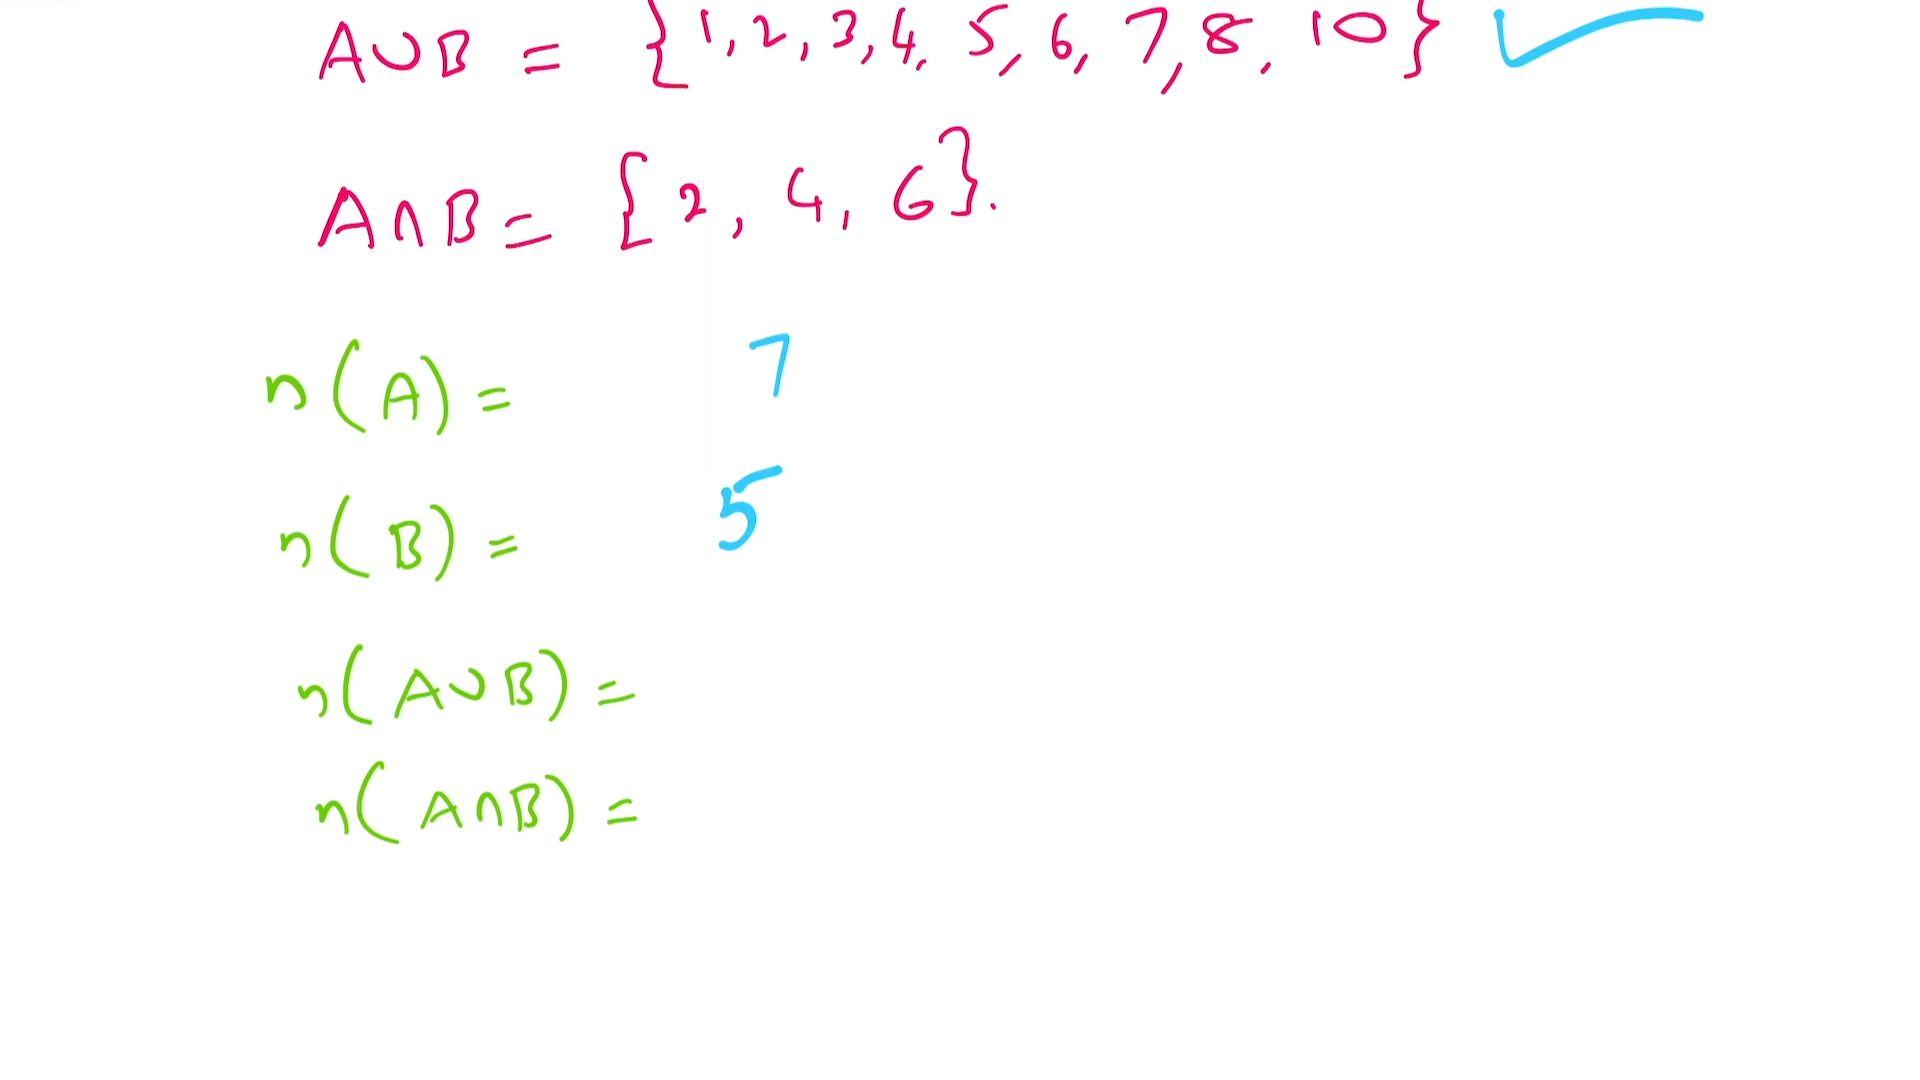 A∪B = {1, 2, 3, 4, 5, 6, 7, 8, 10}
A∩B = {2, 4, 6}.
n(A) = 7
n(B) = 5
n(A∪B) =
n(A∩B) =